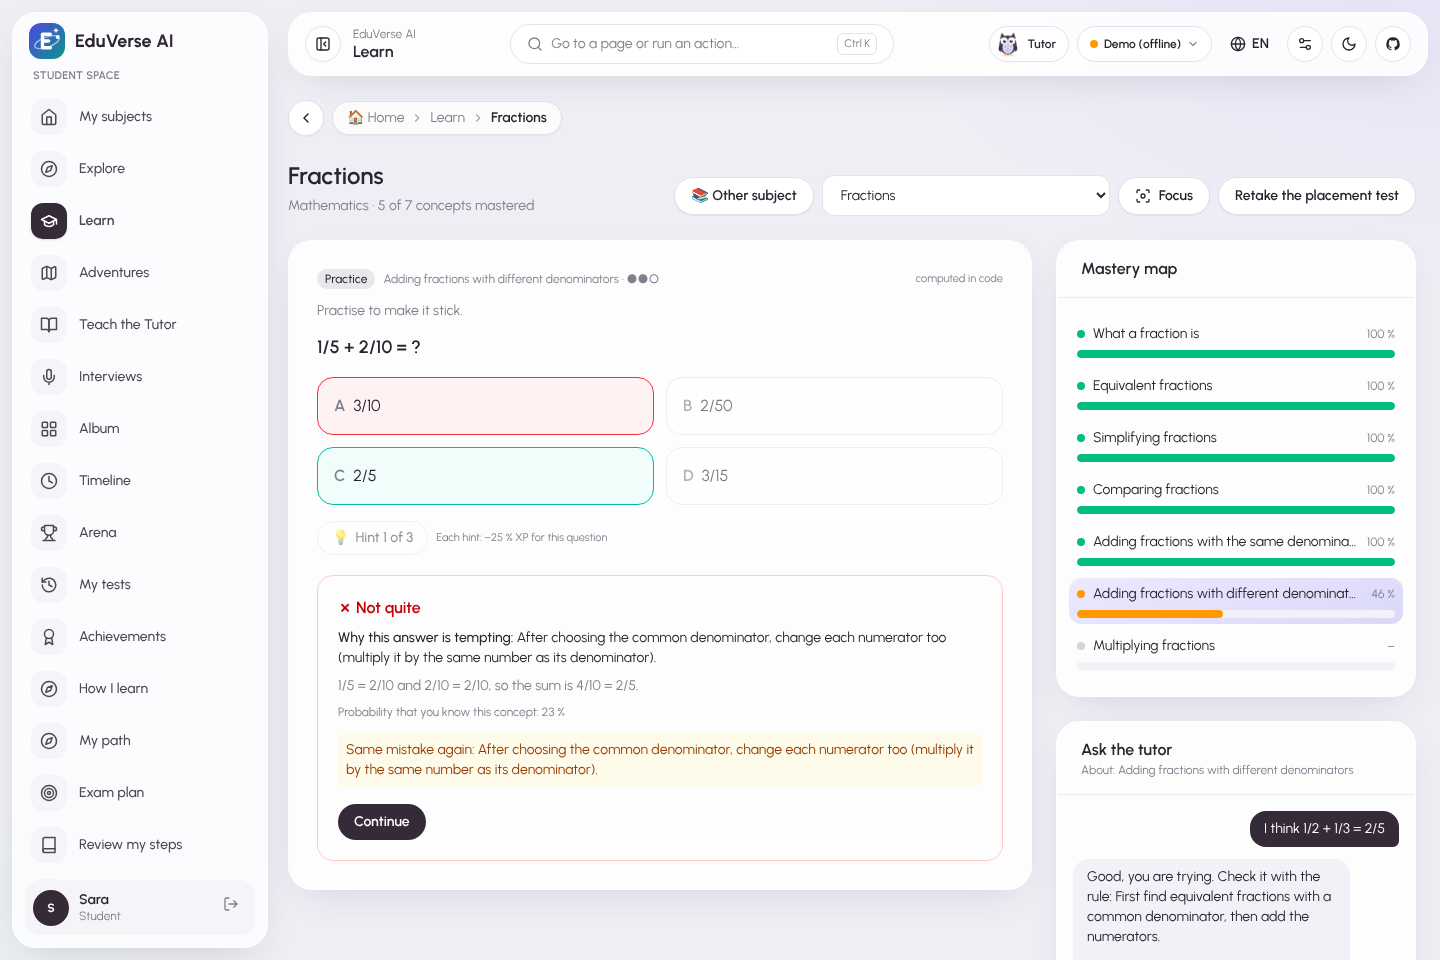 EduVerse AI
STUDENT SPACE
My subjects
Explore
Learn
Adventures
Teach the Tutor
Interviews
Album
Timeline
Arena
My tests
Achievements
How I learn
My path
Exam plan
Review my steps
S
Sara
Student
EduVerse AI
Learn
Go to a page or run an action...
Ctrl K
Tutor
Demo (offline)
EN
Home
Learn
Fractions
Fractions
Mathematics · 5 of 7 concepts mastered
Other subject
Fractions
Focus
Retake the placement test
Practice
Adding fractions with different denominators · ●●○
computed in code
Practise to make it stick.
1/5 + 2/10 = ?
A 3/10
B 2/50
C 2/5
D 3/15
Hint 1 of 3
Each hint: −25 % XP for this question
× Not quite
Why this answer is tempting: After choosing the common denominator, change each numerator too
(multiply it by the same number as its denominator).
1/5 = 2/10 and 2/10 = 2/10, so the sum is 4/10 = 2/5.
Probability that you know this concept: 23 %
Same mistake again: After choosing the common denominator, change each numerator too (multiply it
by the same number as its denominator).
Continue
Mastery map
What a fraction is 100 %
Equivalent fractions 100 %
Simplifying fractions 100 %
Comparing fractions 100 %
Adding fractions with the same denomina... 100 %
Adding fractions with different denominat... 46 %
Multiplying fractions –
Ask the tutor
About: Adding fractions with different denominators
I think 1/2 + 1/3 = 2/5
Good, you are trying. Check it with the
rule: First find equivalent fractions with a
common denominator, then add the
numerators.